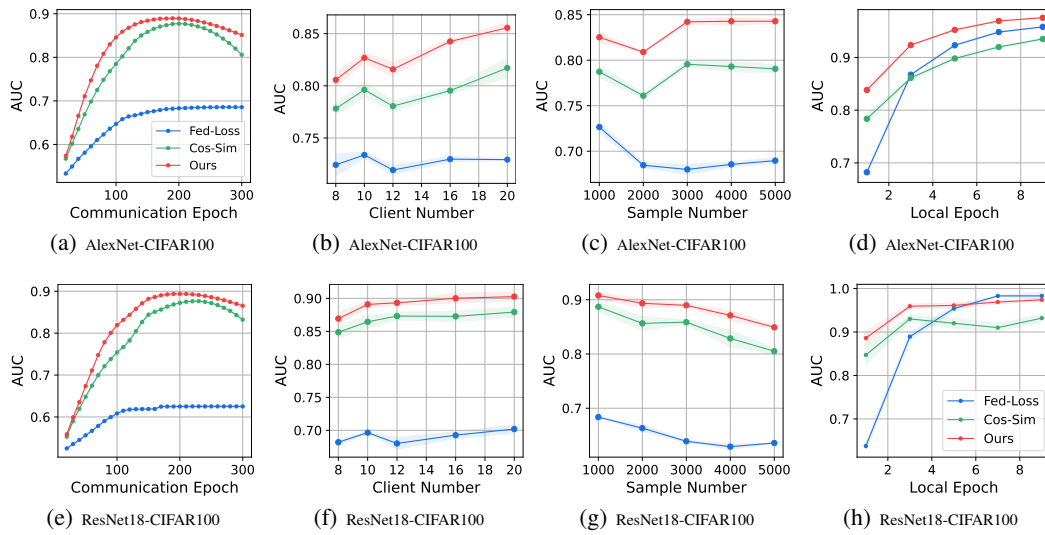 0.9
0.8
0.7
0.6
AUC
100
200
300
Communication Epoch
Fed-Loss
Cos-Sim
Ours
(a) AlexNet-CIFAR100
0.85
0.80
0.75
AUC
8
10
12
16
20
Client Number
(b) AlexNet-CIFAR100
0.85
0.80
0.75
0.70
AUC
1000
2000
3000
4000
5000
Sample Number
(c) AlexNet-CIFAR100
0.9
0.8
0.7
AUC
2
4
6
8
Local Epoch
(d) AlexNet-CIFAR100
0.9
0.8
0.7
0.6
AUC
100
200
300
Communication Epoch
(e) ResNet18-CIFAR100
0.90
0.85
0.80
0.75
0.70
AUC
8
10
12
16
20
Client Number
(f) ResNet18-CIFAR100
0.9
0.8
0.7
AUC
1000
2000
3000
4000
5000
Sample Number
(g) ResNet18-CIFAR100
1.0
0.9
0.8
0.7
AUC
2
4
6
8
Local Epoch
Fed-Loss
Cos-Sim
Ours
(h) ResNet18-CIFAR100